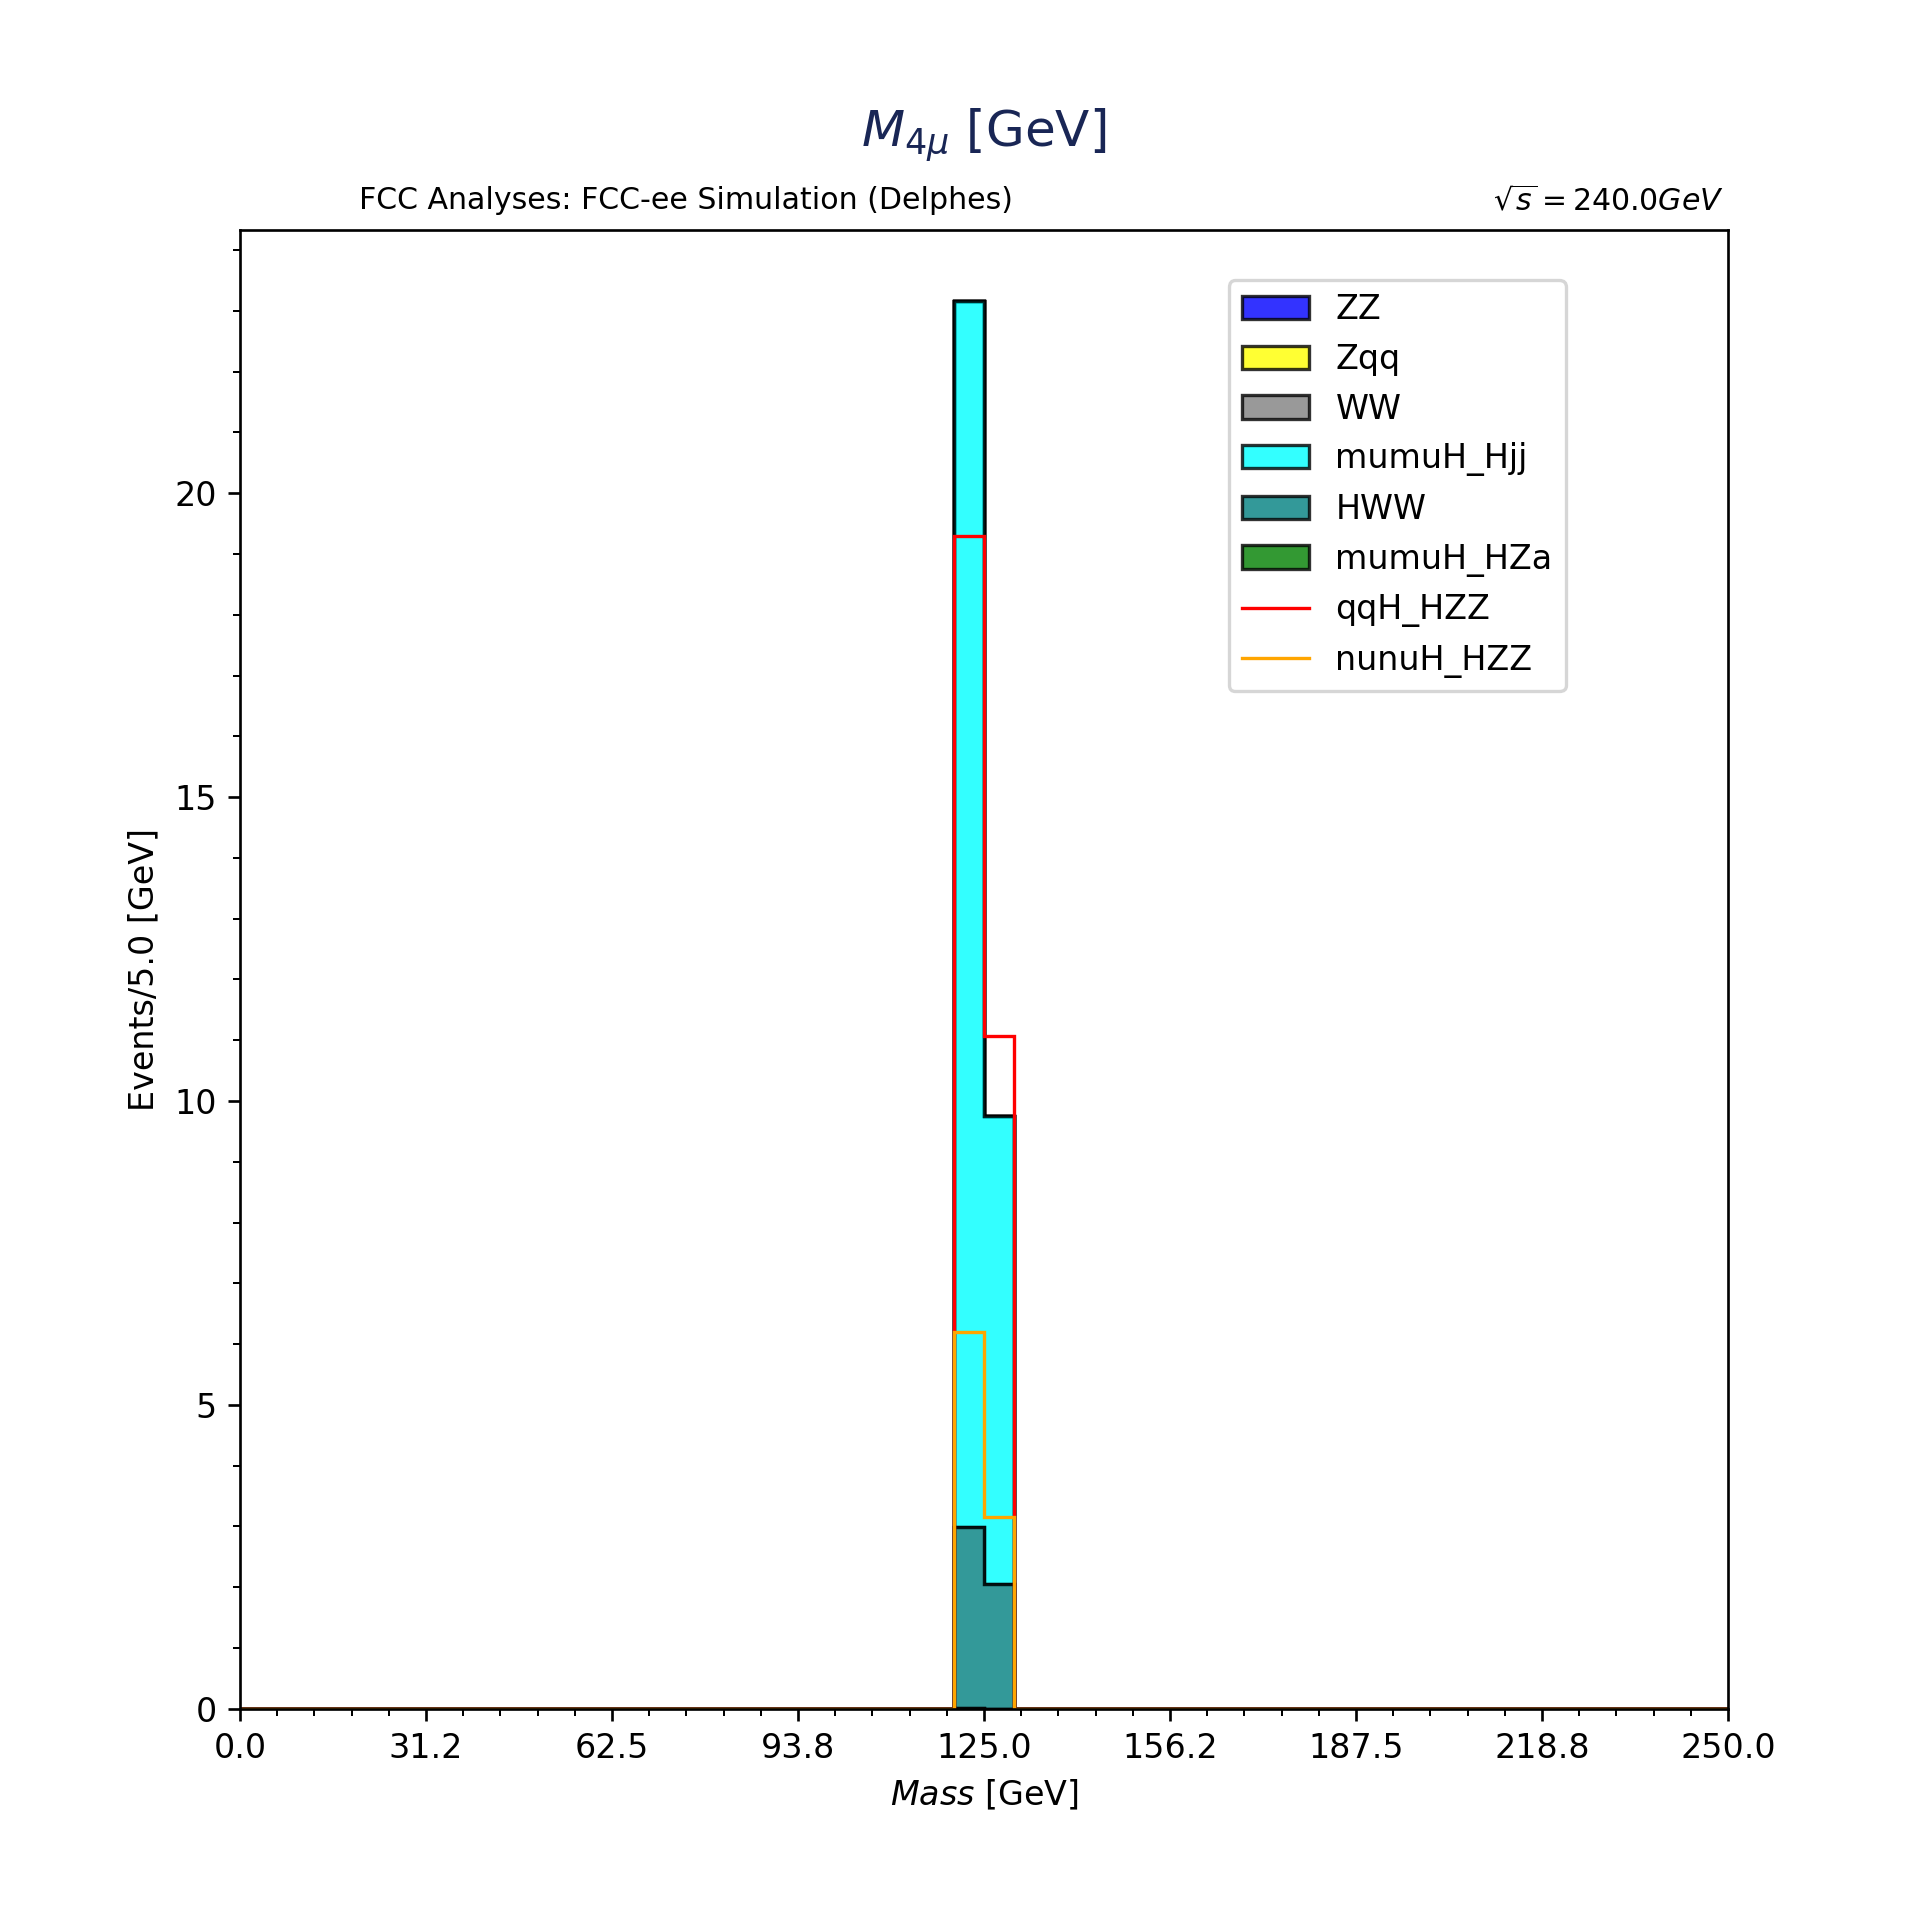 M4μ [GeV]
FCC Analyses: FCC-ee Simulation (Delphes)
√s = 240.0GeV
ZZ
Zqq
WW
mumuH_Hjj
HWW
mumuH_HZa
qqH_HZZ
nunuH_HZZ
Events/5.0 [GeV]
20
15
10
5
0
0.0 31.2 62.5 93.8 125.0 156.2 187.5 218.8 250.0
Mass [GeV]